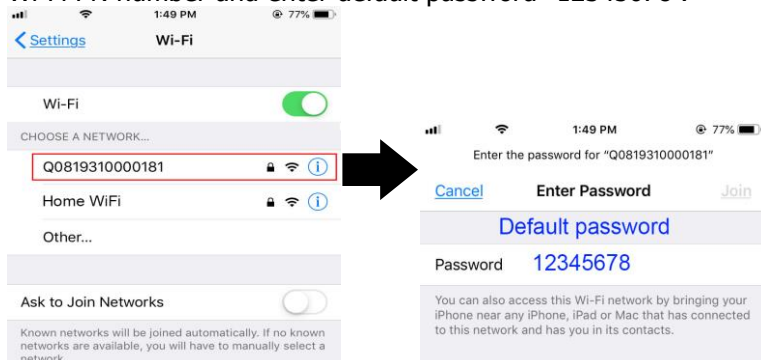 1:49 PM
77%
Settings
Wi-Fi
Wi-Fi
CHOOSE A NETWORK...
Q0819310000181
Home WiFi
Other...
Ask to Join Networks
Known networks will be joined automatically. If no known
networks are available, you will have to manually select a
network.
1:49 PM
77%
Enter the password for “Q0819310000181”
Cancel
Enter Password
Join
Default password
Password 12345678
You can also access this Wi-Fi network by bringing your
iPhone near any iPhone, iPad or Mac that has connected
to this network and has you in its contacts.